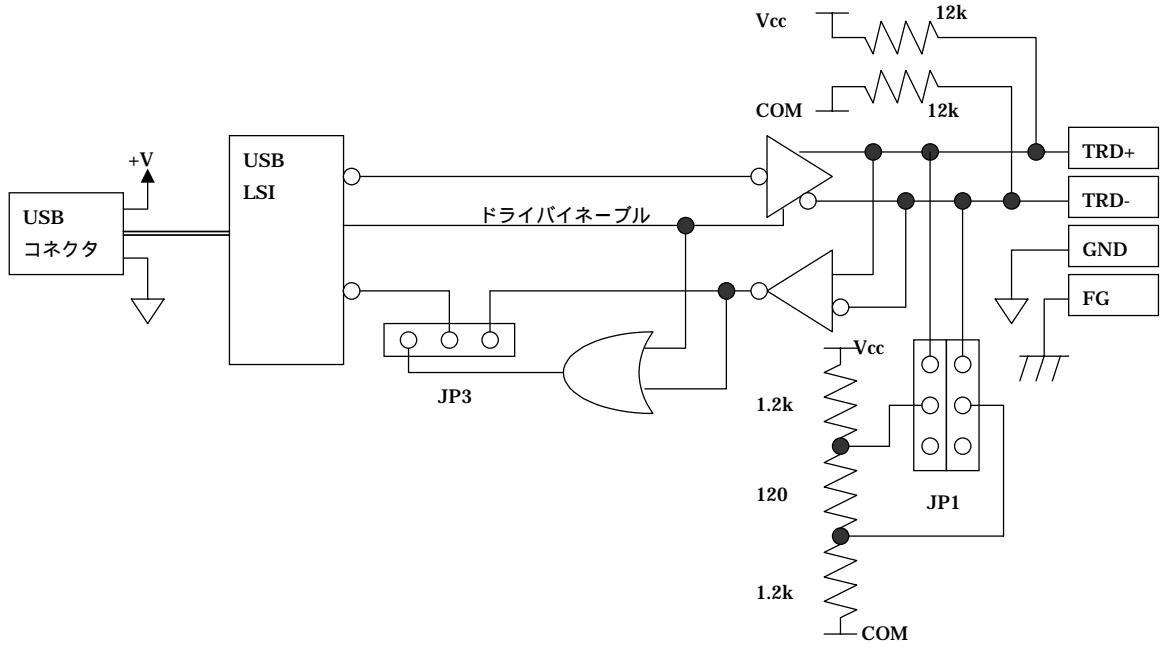 Vcc
12k
COM
12k
+V
USB
LSI
USB
コネクタ
ドライバイネーブル
TRD+
TRD-
GND
FG
JP3
Vcc
1.2k
120
JP1
1.2k
COM